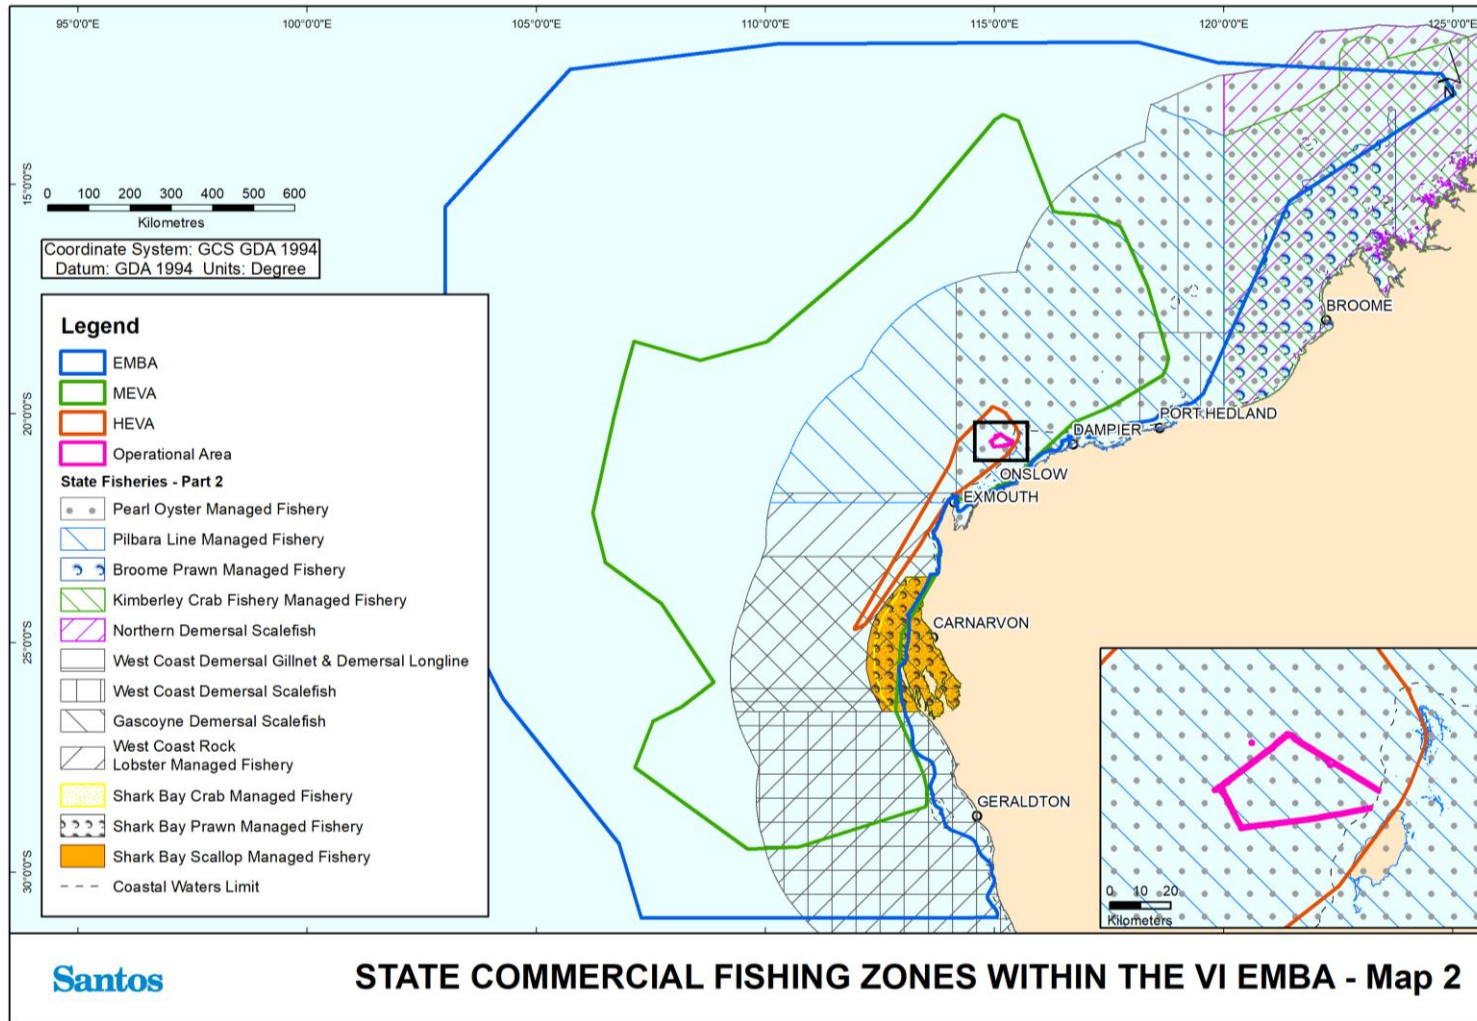 95°0'0"E 100°0'0"E 105°0'0"E 110°0'0"E 115°0'0"E 120°0'0"E 125°0'0"E
N
15°0'0"S
0 100 200 300 400 500 600
Kilometres
Coordinate System: GCS GDA 1994
Datum: GDA 1994 Units: Degree
Legend
EMBA
MEVA
HEVA
Operational Area
State Fisheries - Part 2
Pearl Oyster Managed Fishery
Pilbara Line Managed Fishery
Broome Prawn Managed Fishery
Kimberley Crab Fishery Managed Fishery
Northern Demersal Scalefish
West Coast Demersal Gillnet & Demersal Longline
West Coast Demersal Scalefish
Gascoyne Demersal Scalefish
West Coast Rock
Lobster Managed Fishery
Shark Bay Crab Managed Fishery
Shark Bay Prawn Managed Fishery
Shark Bay Scallop Managed Fishery
Coastal Waters Limit
20°0'0"S
25°0'0"S
30°0'0"S
BROOME
PORT HEDLAND
DAMPIER
ONSLOW
EXMOUTH
CARNARVON
GERALDTON
0 10 20
Kilometers
Santos
STATE COMMERCIAL FISHING ZONES WITHIN THE VI EMBA - Map 2